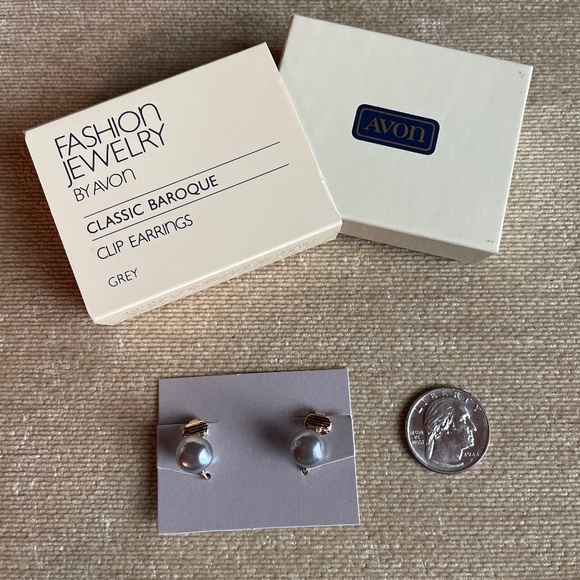 FASHION
JEWELRY
BY AVON
CLASSIC BAROQUE
CLIP EARRINGS
GREY
AVON
LIBERTY